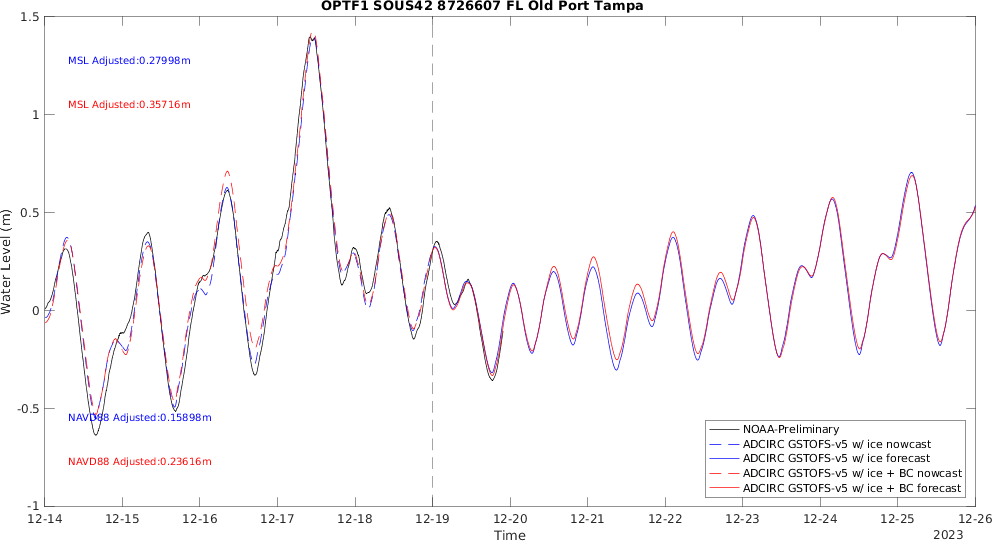 OPTF1 SOUS42 8726607 FL Old Port Tampa
1.5
MSL Adjusted:0.27998m
MSL Adjusted:0.35716m
1
0.5
Water Level (m)
0
-0.5
NAVD88 Adjusted:0.15898m
NAVD88 Adjusted:0.23616m
NOAA-Preliminary
ADCIRC GSTOFS-v5 w/ ice nowcast
ADCIRC GSTOFS-v5 w/ ice forecast
ADCIRC GSTOFS-v5 w/ ice + BC nowcast
ADCIRC GSTOFS-v5 w/ ice + BC forecast
-1
12-14 12-15 12-16 12-17 12-18 12-19 12-20 12-21 12-22 12-23 12-24 12-25 12-26
Time
2023